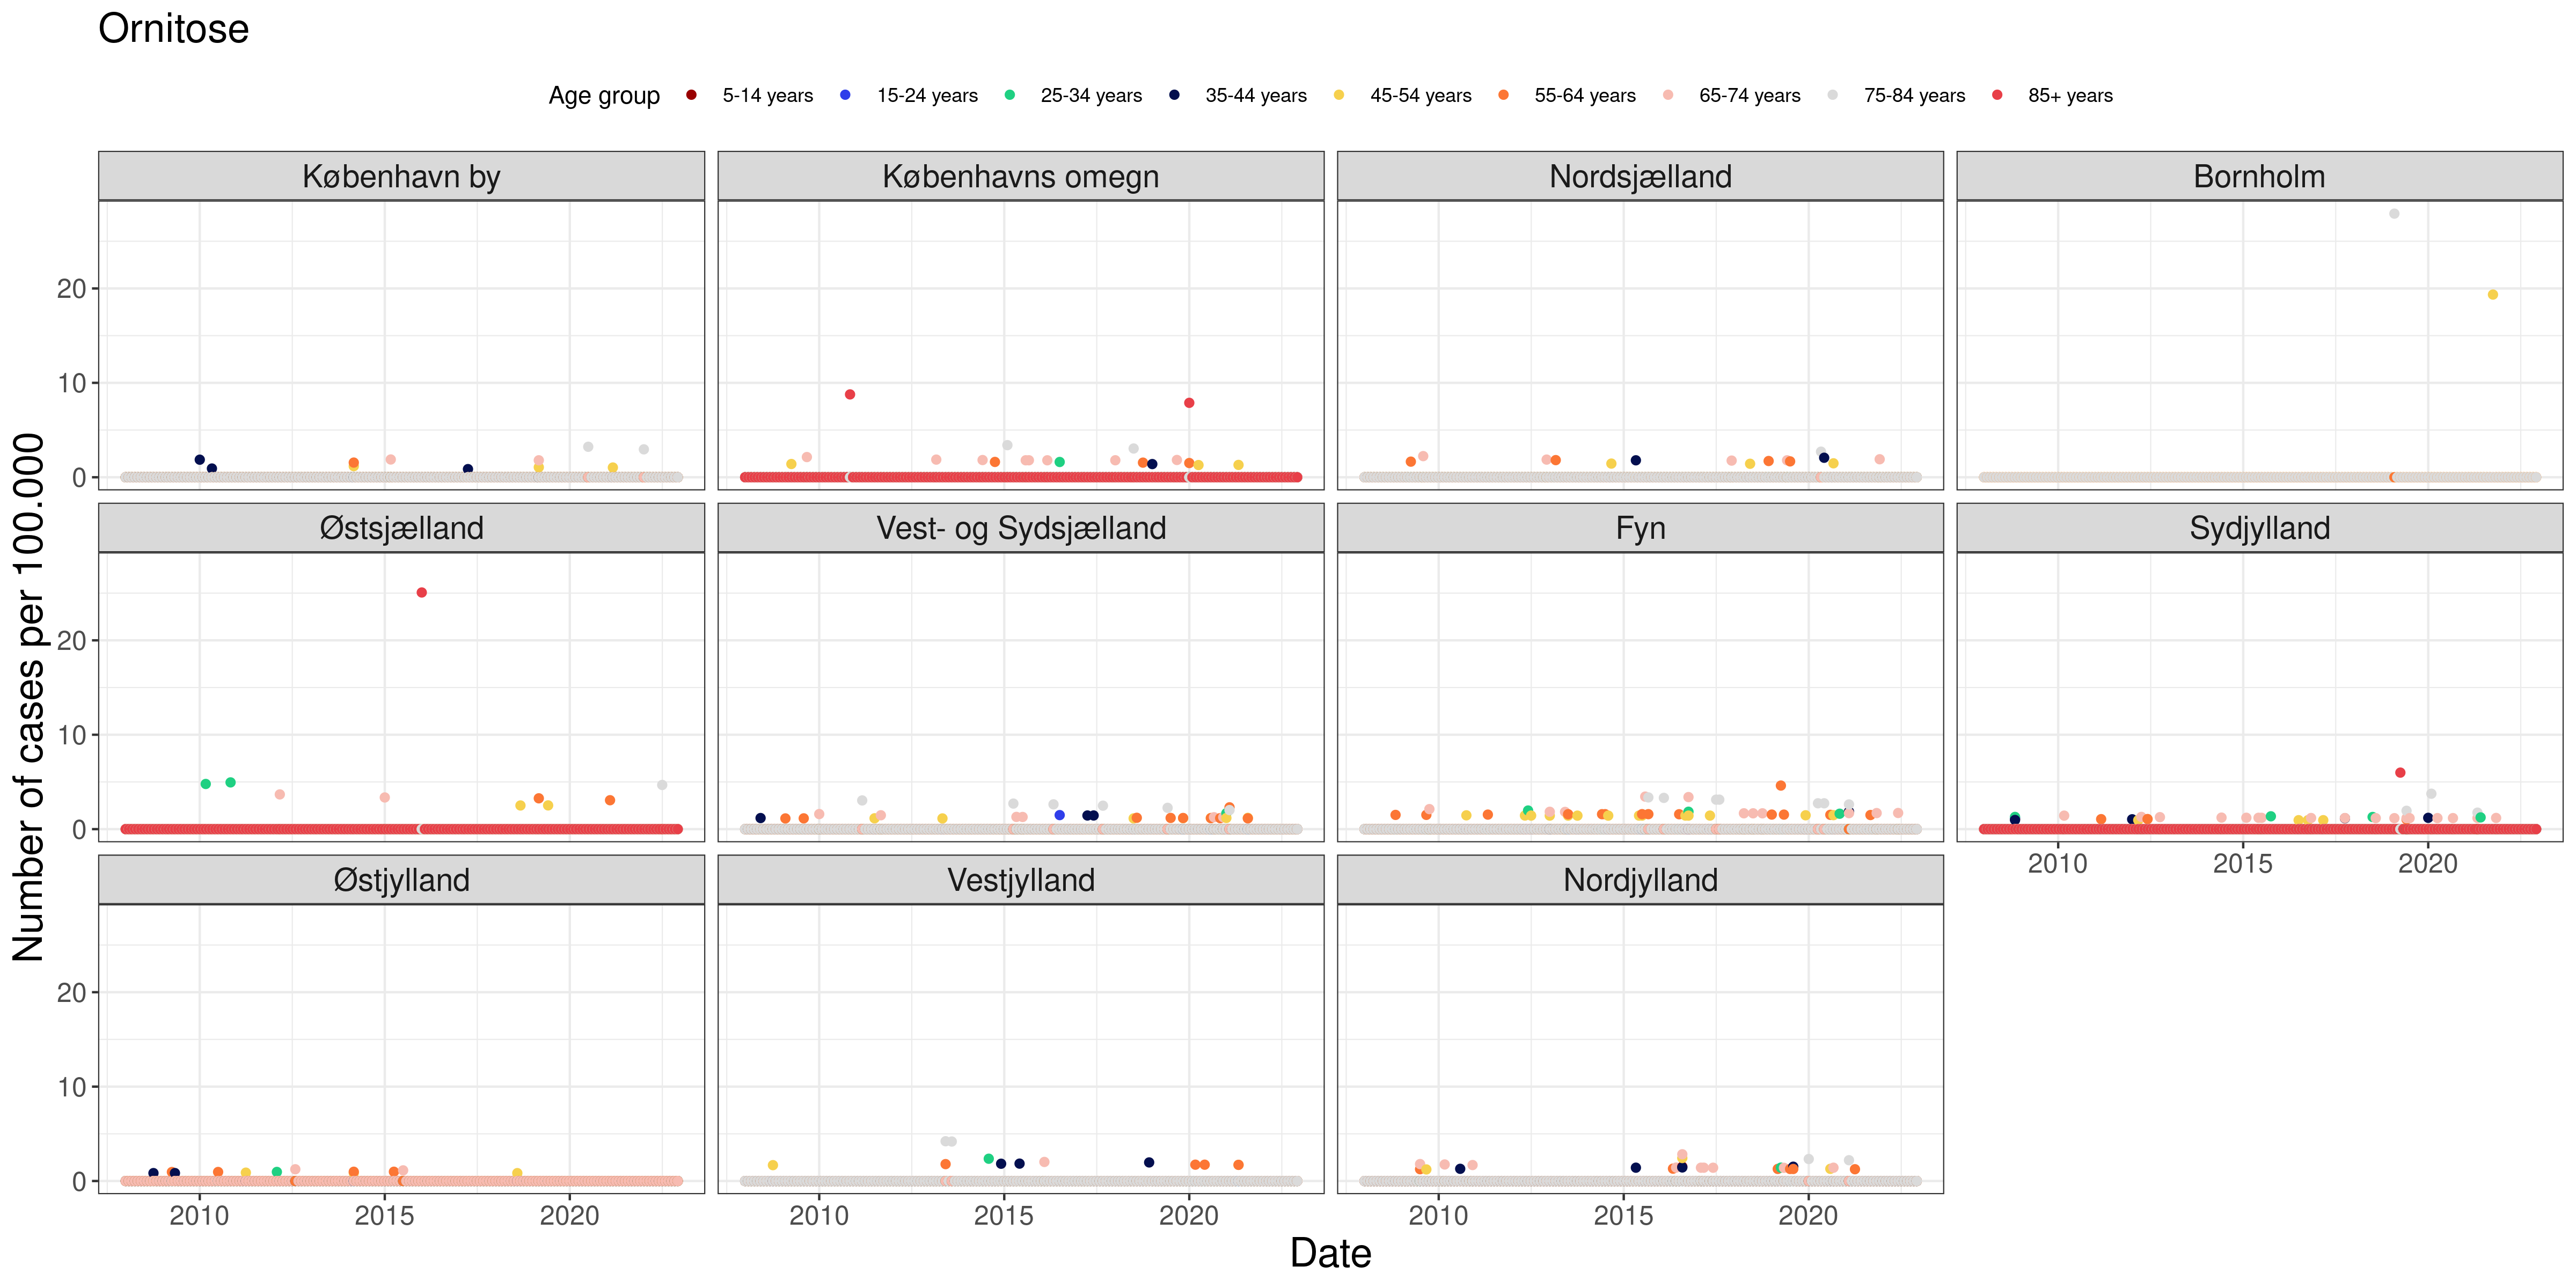 Ornitose
Age group 5-14 years 15-24 years 25-34 years 35-44 years 45-54 years 55-64 years 65-74 years 75-84 years 85+ years
København by Københavns omegn Nordsjælland Bornholm
20
10
0
Østsjælland Vest- og Sydsjælland Fyn Sydjylland
20
10
0
2010 2015 2020
Østjylland Vestjylland Nordjylland
20
10
0
2010 2015 2020 2010 2015 2020 2010 2015 2020
Number of cases per 100.000
Date